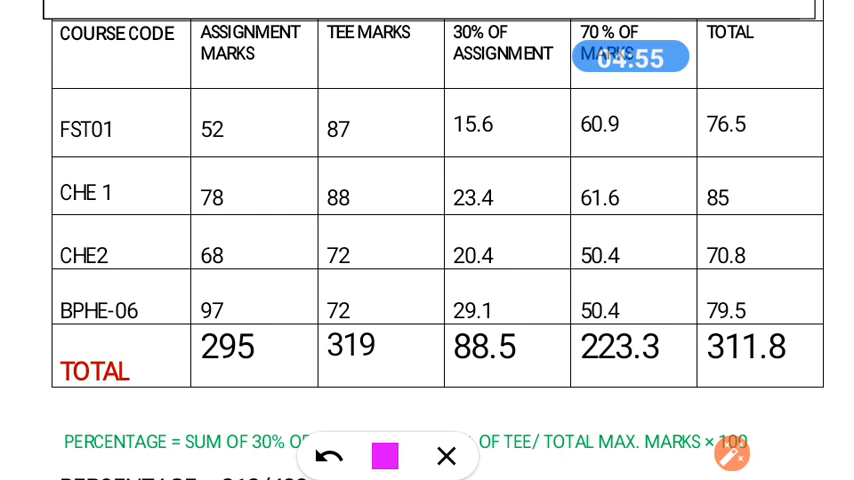 COURSE CODE ASSIGNMENT MARKS TEE MARKS 30% OF ASSIGNMENT 70 % OF MARKS TOTAL
04:55
FST01 52 87 15.6 60.9 76.5
CHE 1 78 88 23.4 61.6 85
CHE2 68 72 20.4 50.4 70.8
BPHE-06 97 72 29.1 50.4 79.5
TOTAL 295 319 88.5 223.3 311.8
PERCENTAGE = SUM OF 30% OF OF TEE/ TOTAL MAX. MARKS × 100